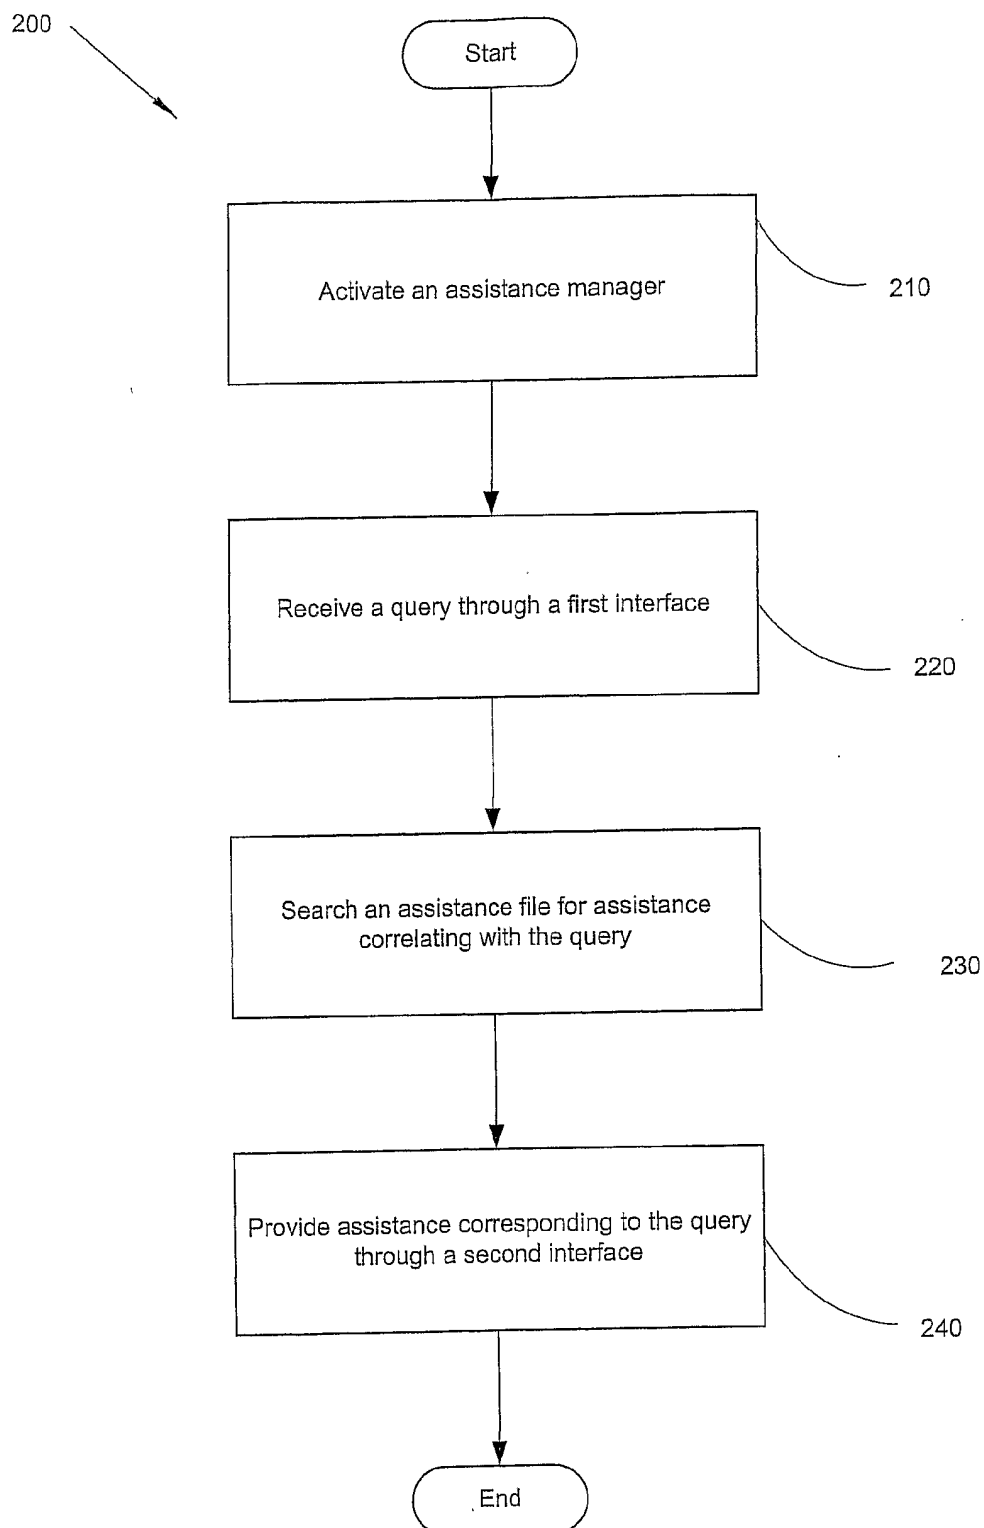 200
Start
Activate an assistance manager
210
Receive a query through a first interface
220
Search an assistance file for assistance
correlating with the query
230
Provide assistance corresponding to the query
through a second interface
240
End